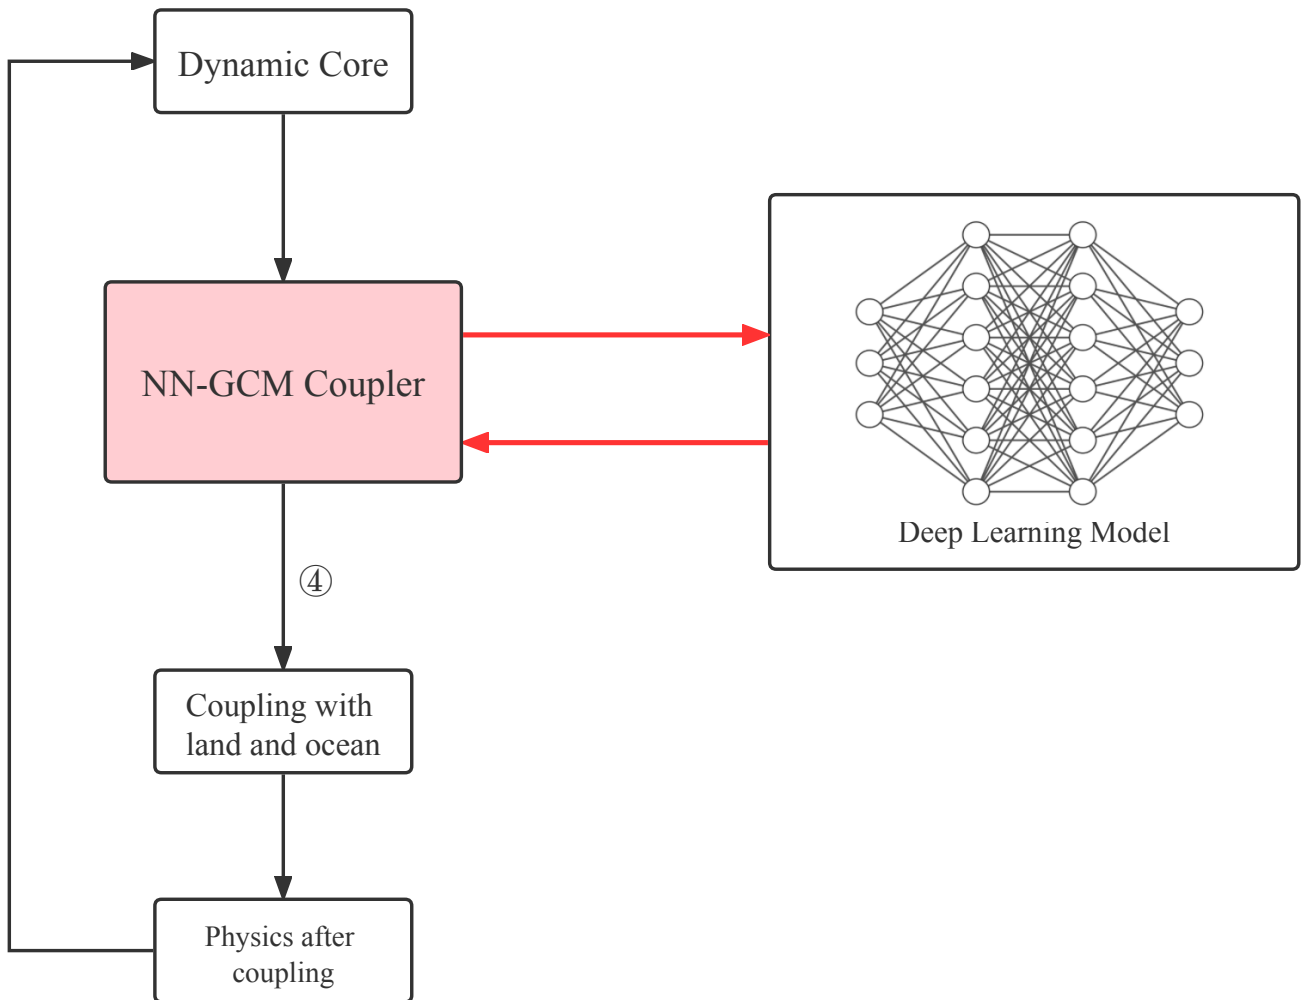 Dynamic Core
NN-GCM Coupler
Deep Learning Model
④
Coupling with
land and ocean
Physics after
coupling